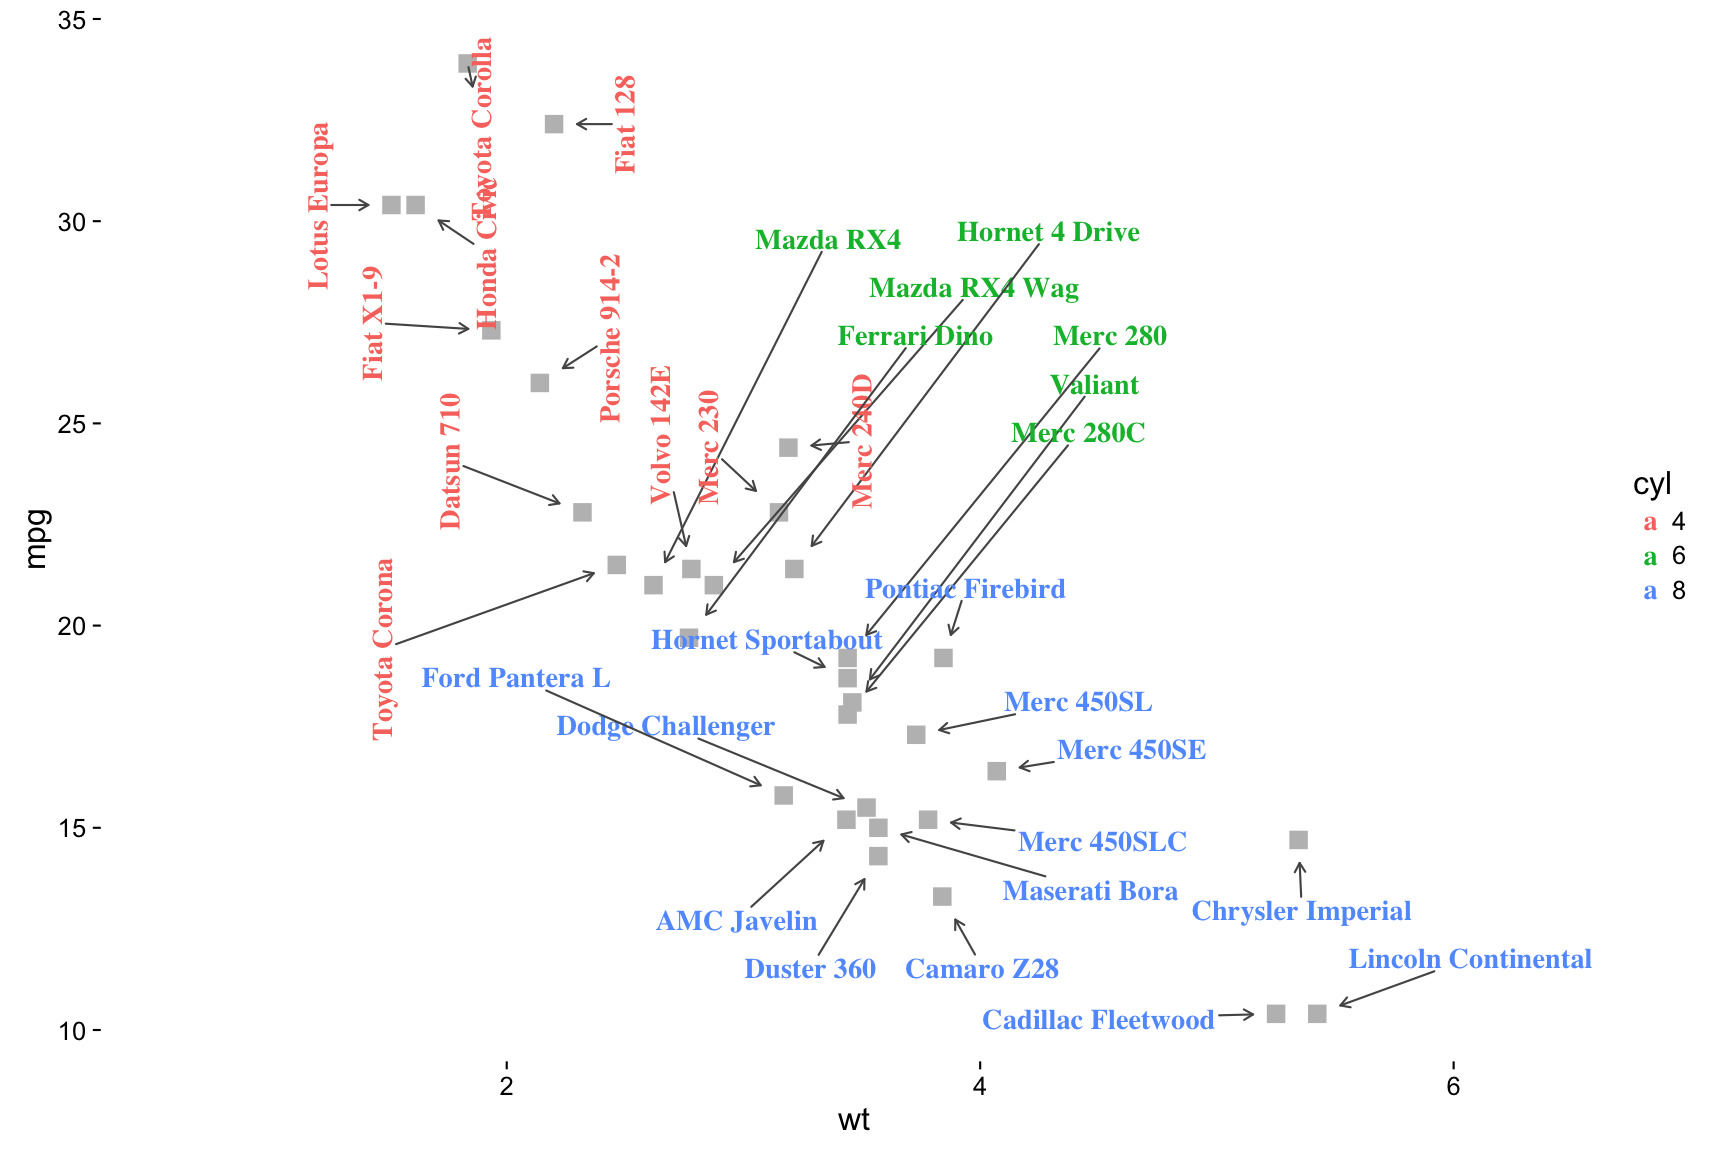 35
30
25
20
15
10
mpg
Toyota Corolla
Fiat 128
Lotus Europa
Honda Civic
Fiat X1-9
Porsche 914-2
Mazda RX4
Hornet 4 Drive
Mazda RX4 Wag
Ferrari Dino
Merc 280
Valiant
Merc 280C
Datsun 710
Volvo 142E
Merc 230
Merc 240D
Toyota Corona
Pontiac Firebird
Hornet Sportabout
Ford Pantera L
Dodge Challenger
Merc 450SL
Merc 450SE
Merc 450SLC
Maserati Bora
AMC Javelin
Duster 360
Camaro Z28
Chrysler Imperial
Lincoln Continental
Cadillac Fleetwood
2
4
6
wt
cyl
a 4
a 6
a 8